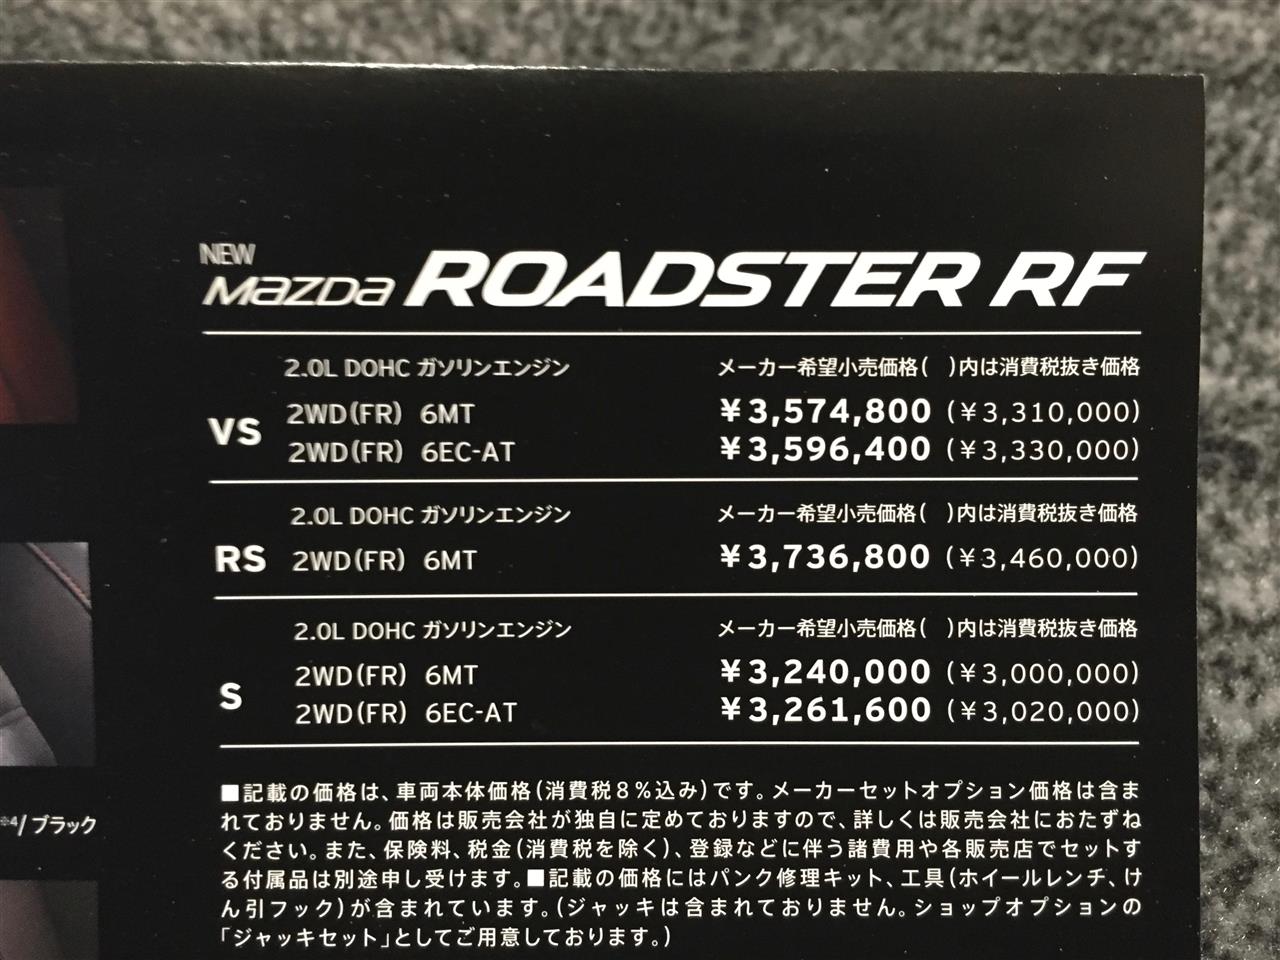 NEW
mazDa ROADSTER RF
2.0L DOHC ガソリンエンジン メーカー希望小売価格( )内は消費税抜き価格
VS
2WD(FR) 6MT ¥3,574,800 (¥3,310,000)
2WD(FR) 6EC-AT ¥3,596,400 (¥3,330,000)
2.0L DOHC ガソリンエンジン メーカー希望小売価格( )内は消費税抜き価格
RS 2WD(FR) 6MT ¥3,736,800 (¥3,460,000)
2.0L DOHC ガソリンエンジン メーカー希望小売価格( )内は消費税抜き価格
S
2WD(FR) 6MT ¥3,240,000 (¥3,000,000)
2WD(FR) 6EC-AT ¥3,261,600 (¥3,020,000)
■記載の価格は、車両本体価格(消費税8%込み)です。メーカーセットオプション価格は含ま
れておりません。価格は販売会社が独自に定めておりますので、詳しくは販売会社におたずね
ください。また、保険料、税金(消費税を除く)、登録などに伴う諸費用や各販売店でセットす
る付属品は別途申し受けます。■記載の価格にはパンク修理キット、工具(ホイールレンチ、け
ん引フック)が含まれています。(ジャッキは含まれておりません。ショップオプションの
「ジャッキセット」としてご用意しております。)
※4/ブラック